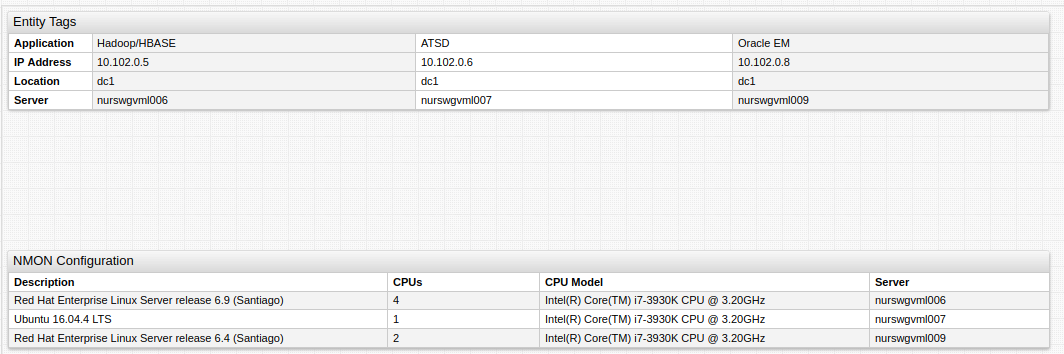 Entity Tags
Application Hadoop/HBASE ATSD Oracle EM
IP Address 10.102.0.5 10.102.0.6 10.102.0.8
Location dc1 dc1 dc1
Server nurswgvml006 nurswgvml007 nurswgvml009
NMON Configuration
Description CPUs CPU Model Server
Red Hat Enterprise Linux Server release 6.9 (Santiago) 4 Intel(R) Core(TM) i7-3930K CPU @ 3.20GHz nurswgvml006
Ubuntu 16.04.4 LTS 1 Intel(R) Core(TM) i7-3930K CPU @ 3.20GHz nurswgvml007
Red Hat Enterprise Linux Server release 6.4 (Santiago) 2 Intel(R) Core(TM) i7-3930K CPU @ 3.20GHz nurswgvml009